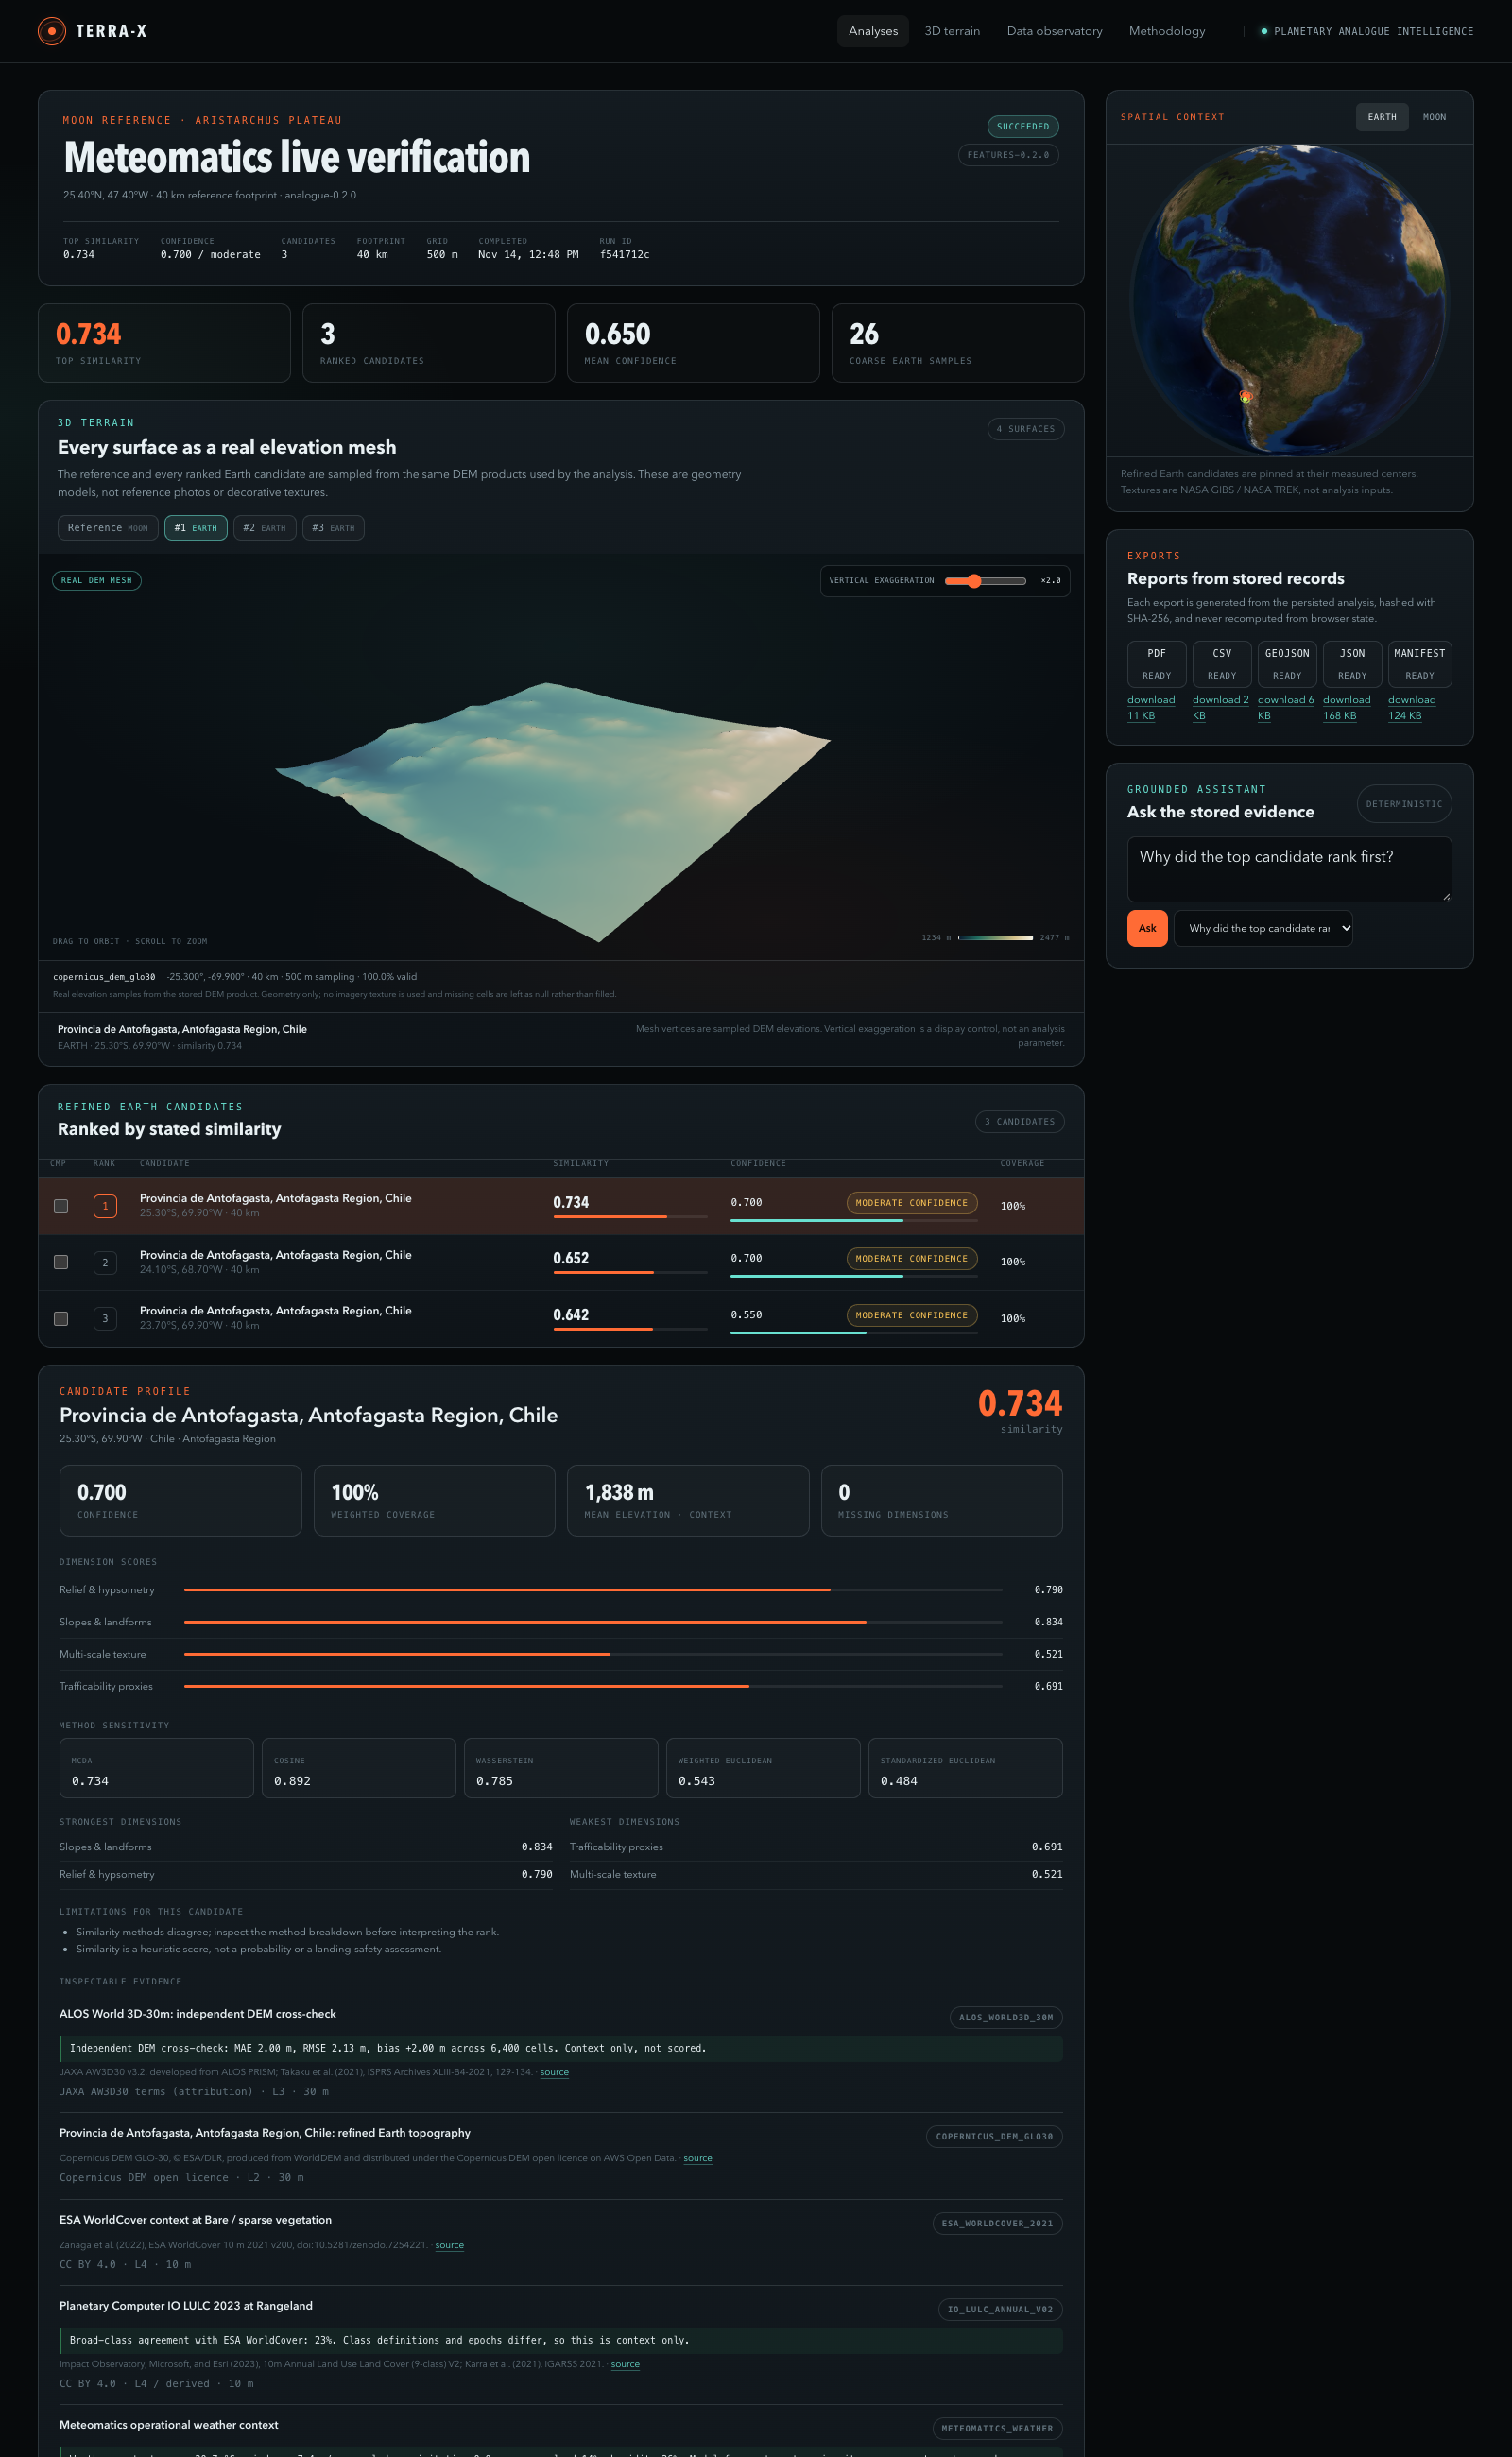 TERRA-X
Analyses
3D terrain
Data observatory
Methodology
PLANETARY ANALOGUE INTELLIGENCE
MOON REFERENCE · ARISTARCHUS PLATEAU
Meteomatics live verification
25.40°N, 47.40°W · 40 km reference footprint · analogue-0.2.0
SUCCEEDED
FEATURES-0.2.0
TOP SIMILARITY
0.734
CONFIDENCE
0.700 / moderate
CANDIDATES
3
FOOTPRINT
40 km
GRID
500 m
COMPLETED
Nov 14, 12:48 PM
RUN ID
f541712c
0.734
TOP SIMILARITY
3
RANKED CANDIDATES
0.650
MEAN CONFIDENCE
26
COARSE EARTH SAMPLES
3D TERRAIN
Every surface as a real elevation mesh
The reference and every ranked Earth candidate are sampled from the same DEM products used by the analysis. These are geometry
models, not reference photos or decorative textures.
4 SURFACES
Reference MOON
#1 EARTH
#2 EARTH
#3 EARTH
REAL DEM MESH
VERTICAL EXAGGERATION
×2.0
DRAG TO ORBIT · SCROLL TO ZOOM
1234 m
2477 m
copernicus_dem_glo30 -25.300°, -69.900° · 40 km · 500 m sampling · 100.0% valid
Real elevation samples from the stored DEM product. Geometry only; no imagery texture is used and missing cells are left as null rather than filled.
Provincia de Antofagasta, Antofagasta Region, Chile
EARTH · 25.30°S, 69.90°W · similarity 0.734
Mesh vertices are sampled DEM elevations. Vertical exaggeration is a display control, not an analysis
parameter.
REFINED EARTH CANDIDATES
Ranked by stated similarity
3 CANDIDATES
CMP RANK CANDIDATE SIMILARITY CONFIDENCE COVERAGE
1
Provincia de Antofagasta, Antofagasta Region, Chile
25.30°S, 69.90°W · 40 km
0.734
0.700
MODERATE CONFIDENCE
100%
2
Provincia de Antofagasta, Antofagasta Region, Chile
24.10°S, 68.70°W · 40 km
0.652
0.700
MODERATE CONFIDENCE
100%
3
Provincia de Antofagasta, Antofagasta Region, Chile
23.70°S, 69.90°W · 40 km
0.642
0.550
MODERATE CONFIDENCE
100%
CANDIDATE PROFILE
Provincia de Antofagasta, Antofagasta Region, Chile
25.30°S, 69.90°W · Chile · Antofagasta Region
0.734
similarity
0.700
CONFIDENCE
100%
WEIGHTED COVERAGE
1,838 m
MEAN ELEVATION · CONTEXT
0
MISSING DIMENSIONS
DIMENSION SCORES
Relief & hypsometry 0.790
Slopes & landforms 0.834
Multi-scale texture 0.521
Trafficability proxies 0.691
METHOD SENSITIVITY
MCDA
0.734
COSINE
0.892
WASSERSTEIN
0.785
WEIGHTED EUCLIDEAN
0.543
STANDARDIZED EUCLIDEAN
0.484
STRONGEST DIMENSIONS
Slopes & landforms 0.834
Relief & hypsometry 0.790
WEAKEST DIMENSIONS
Trafficability proxies 0.691
Multi-scale texture 0.521
LIMITATIONS FOR THIS CANDIDATE
• Similarity methods disagree; inspect the method breakdown before interpreting the rank.
• Similarity is a heuristic score, not a probability or a landing-safety assessment.
INSPECTABLE EVIDENCE
ALOS World 3D-30m: independent DEM cross-check
ALOS_WORLD3D_30M
Independent DEM cross-check: MAE 2.00 m, RMSE 2.13 m, bias +2.00 m across 6,400 cells. Context only, not scored.
JAXA AW3D30 v3.2, developed from ALOS PRISM; Takaku et al. (2021), ISPRS Archives XLIII-B4-2021, 129-134. · source
JAXA AW3D30 terms (attribution) · L3 · 30 m
Provincia de Antofagasta, Antofagasta Region, Chile: refined Earth topography
COPERNICUS_DEM_GLO30
Copernicus DEM GLO-30, © ESA/DLR, produced from WorldDEM and distributed under the Copernicus DEM open licence on AWS Open Data. · source
Copernicus DEM open licence · L2 · 30 m
ESA WorldCover context at Bare / sparse vegetation
ESA_WORLDCOVER_2021
Zanaga et al. (2022), ESA WorldCover 10 m 2021 v200, doi:10.5281/zenodo.7254221. · source
CC BY 4.0 · L4 · 10 m
Planetary Computer IO LULC 2023 at Rangeland
IO_LULC_ANNUAL_V02
Broad-class agreement with ESA WorldCover: 23%. Class definitions and epochs differ, so this is context only.
Impact Observatory, Microsoft, and Esri (2023), 10m Annual Land Use Land Cover (9-class) V2; Karra et al. (2021), IGARSS 2021. · source
CC BY 4.0 · L4 / derived · 10 m
Meteomatics operational weather context
METEOMATICS_WEATHER
SPATIAL CONTEXT
EARTH
MOON
Refined Earth candidates are pinned at their measured centers.
Textures are NASA GIBS / NASA TREK, not analysis inputs.
EXPORTS
Reports from stored records
Each export is generated from the persisted analysis, hashed with
SHA-256, and never recomputed from browser state.
PDF
READY
download
11 KB
CSV
READY
download 2
KB
GEOJSON
READY
download 6
KB
JSON
READY
download
168 KB
MANIFEST
READY
download
124 KB
GROUNDED ASSISTANT
Ask the stored evidence
DETERMINISTIC
Why did the top candidate rank first?
Ask
Why did the top candidate